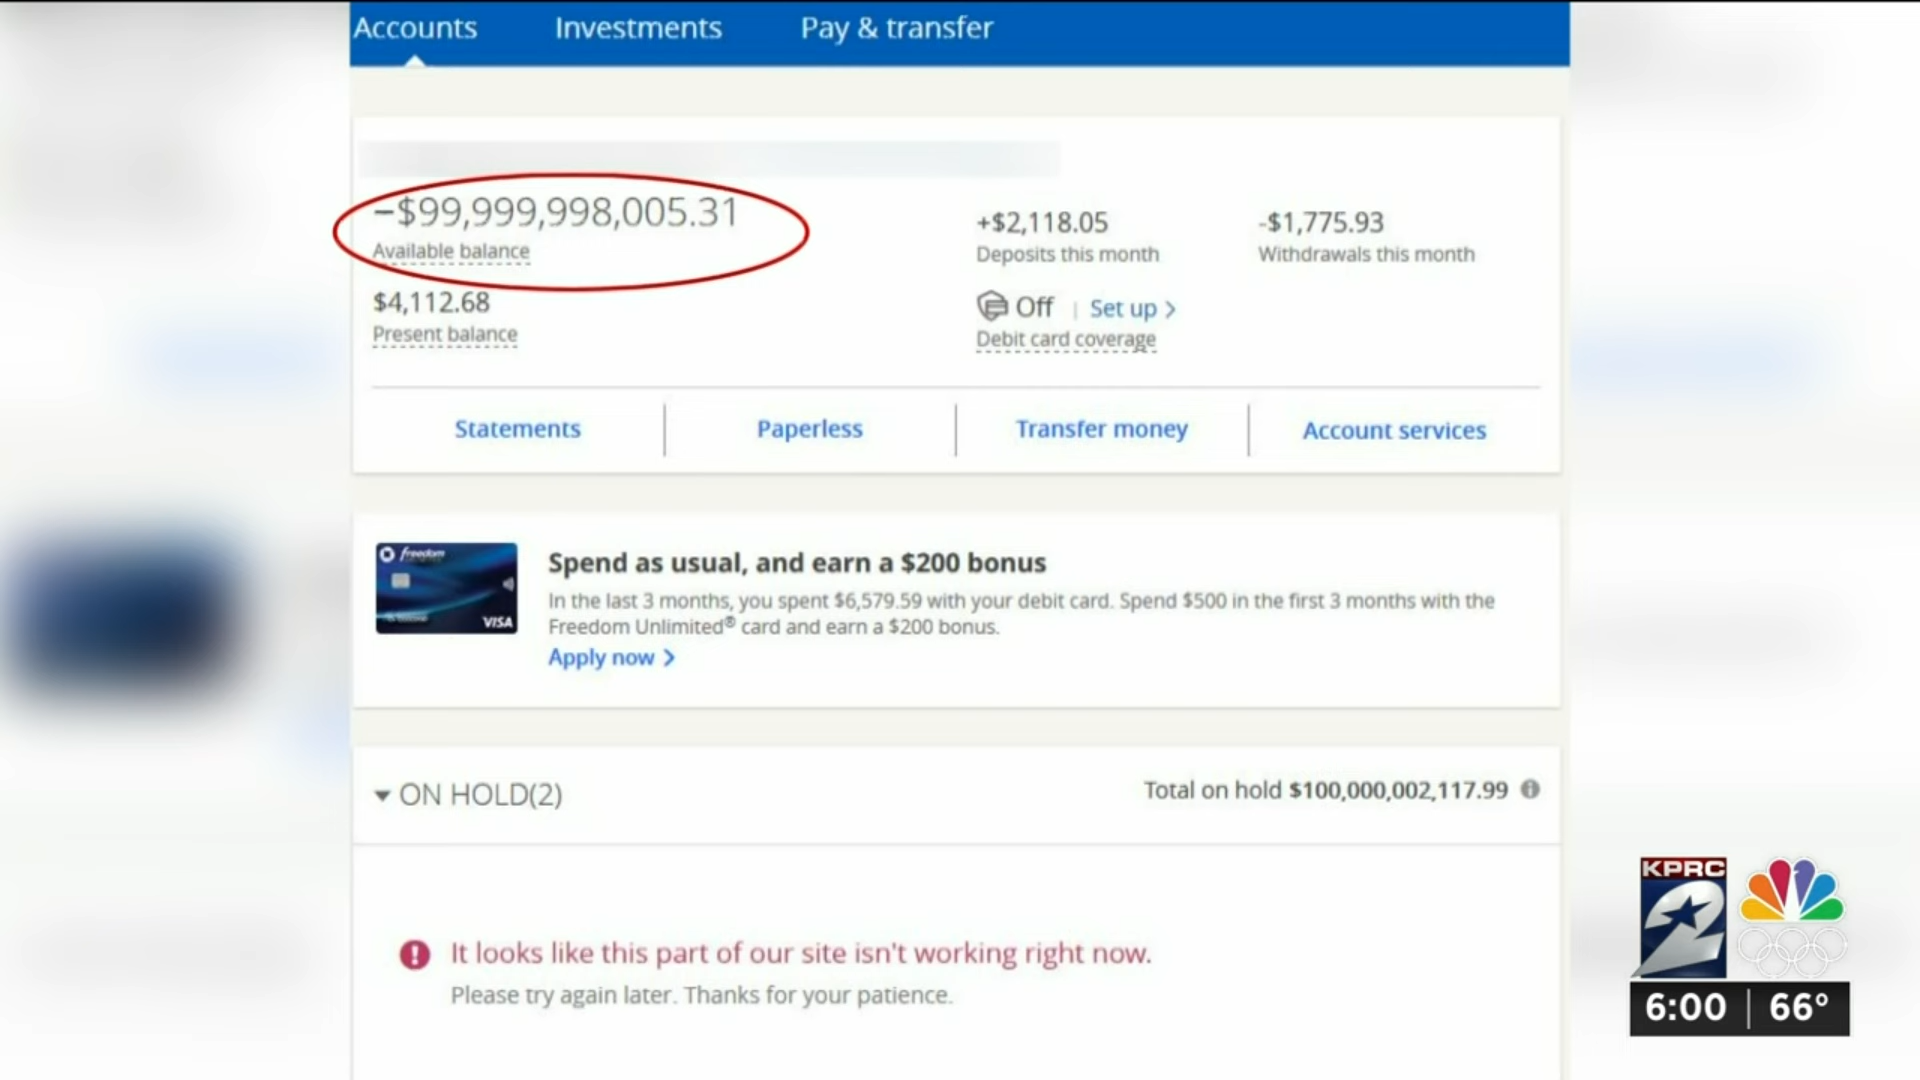 Accounts
Investments
Pay & transfer
−$99,999,998,005.31
Available balance
$4,112.68
Present balance
+$2,118.05
Deposits this month
-$1,775.93
Withdrawals this month
Off | Set up >
Debit card coverage
Statements
Paperless
Transfer money
Account services
freedom
VISA
Spend as usual, and earn a $200 bonus
In the last 3 months, you spent $6,579.59 with your debit card. Spend $500 in the first 3 months with the
Freedom Unlimited® card and earn a $200 bonus.
Apply now >
ON HOLD(2)
Total on hold $100,000,002,117.99
It looks like this part of our site isn't working right now.
Please try again later. Thanks for your patience.
KPRC
2
6:00 | 66°